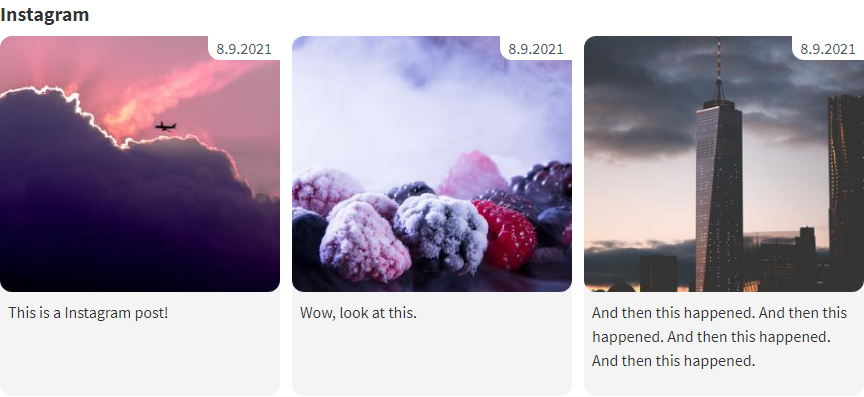 Instagram
8.9.2021
8.9.2021
8.9.2021
This is a Instagram post!
Wow, look at this.
And then this happened. And then this
happened. And then this happened.
And then this happened.